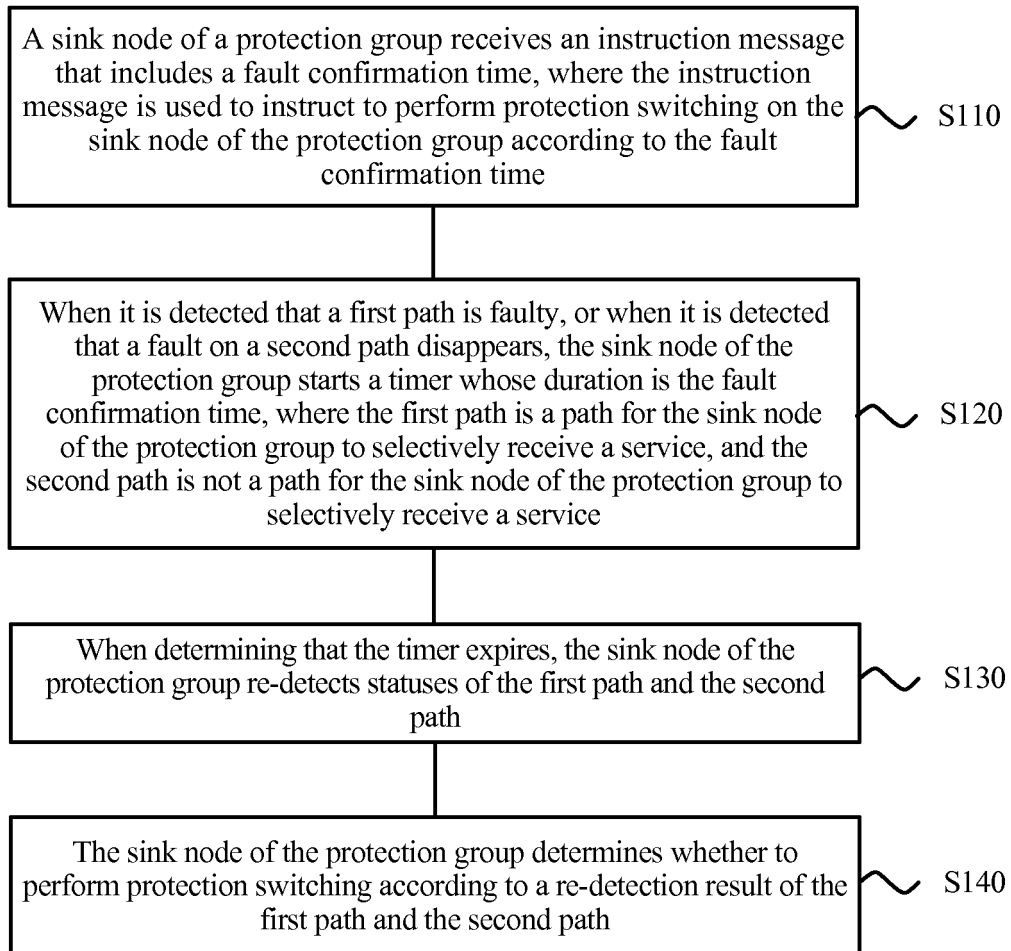 A sink node of a protection group receives an instruction message
that includes a fault confirmation time, where the instruction
message is used to instruct to perform protection switching on the
sink node of the protection group according to the fault
confirmation time
S110
When it is detected that a first path is faulty, or when it is detected
that a fault on a second path disappears, the sink node of the
protection group starts a timer whose duration is the fault
confirmation time, where the first path is a path for the sink node
of the protection group to selectively receive a service, and the
second path is not a path for the sink node of the protection group to
selectively receive a service
S120
When determining that the timer expires, the sink node of the
protection group re-detects statuses of the first path and the second
path
S130
The sink node of the protection group determines whether to
perform protection switching according to a re-detection result of the
first path and the second path
S140